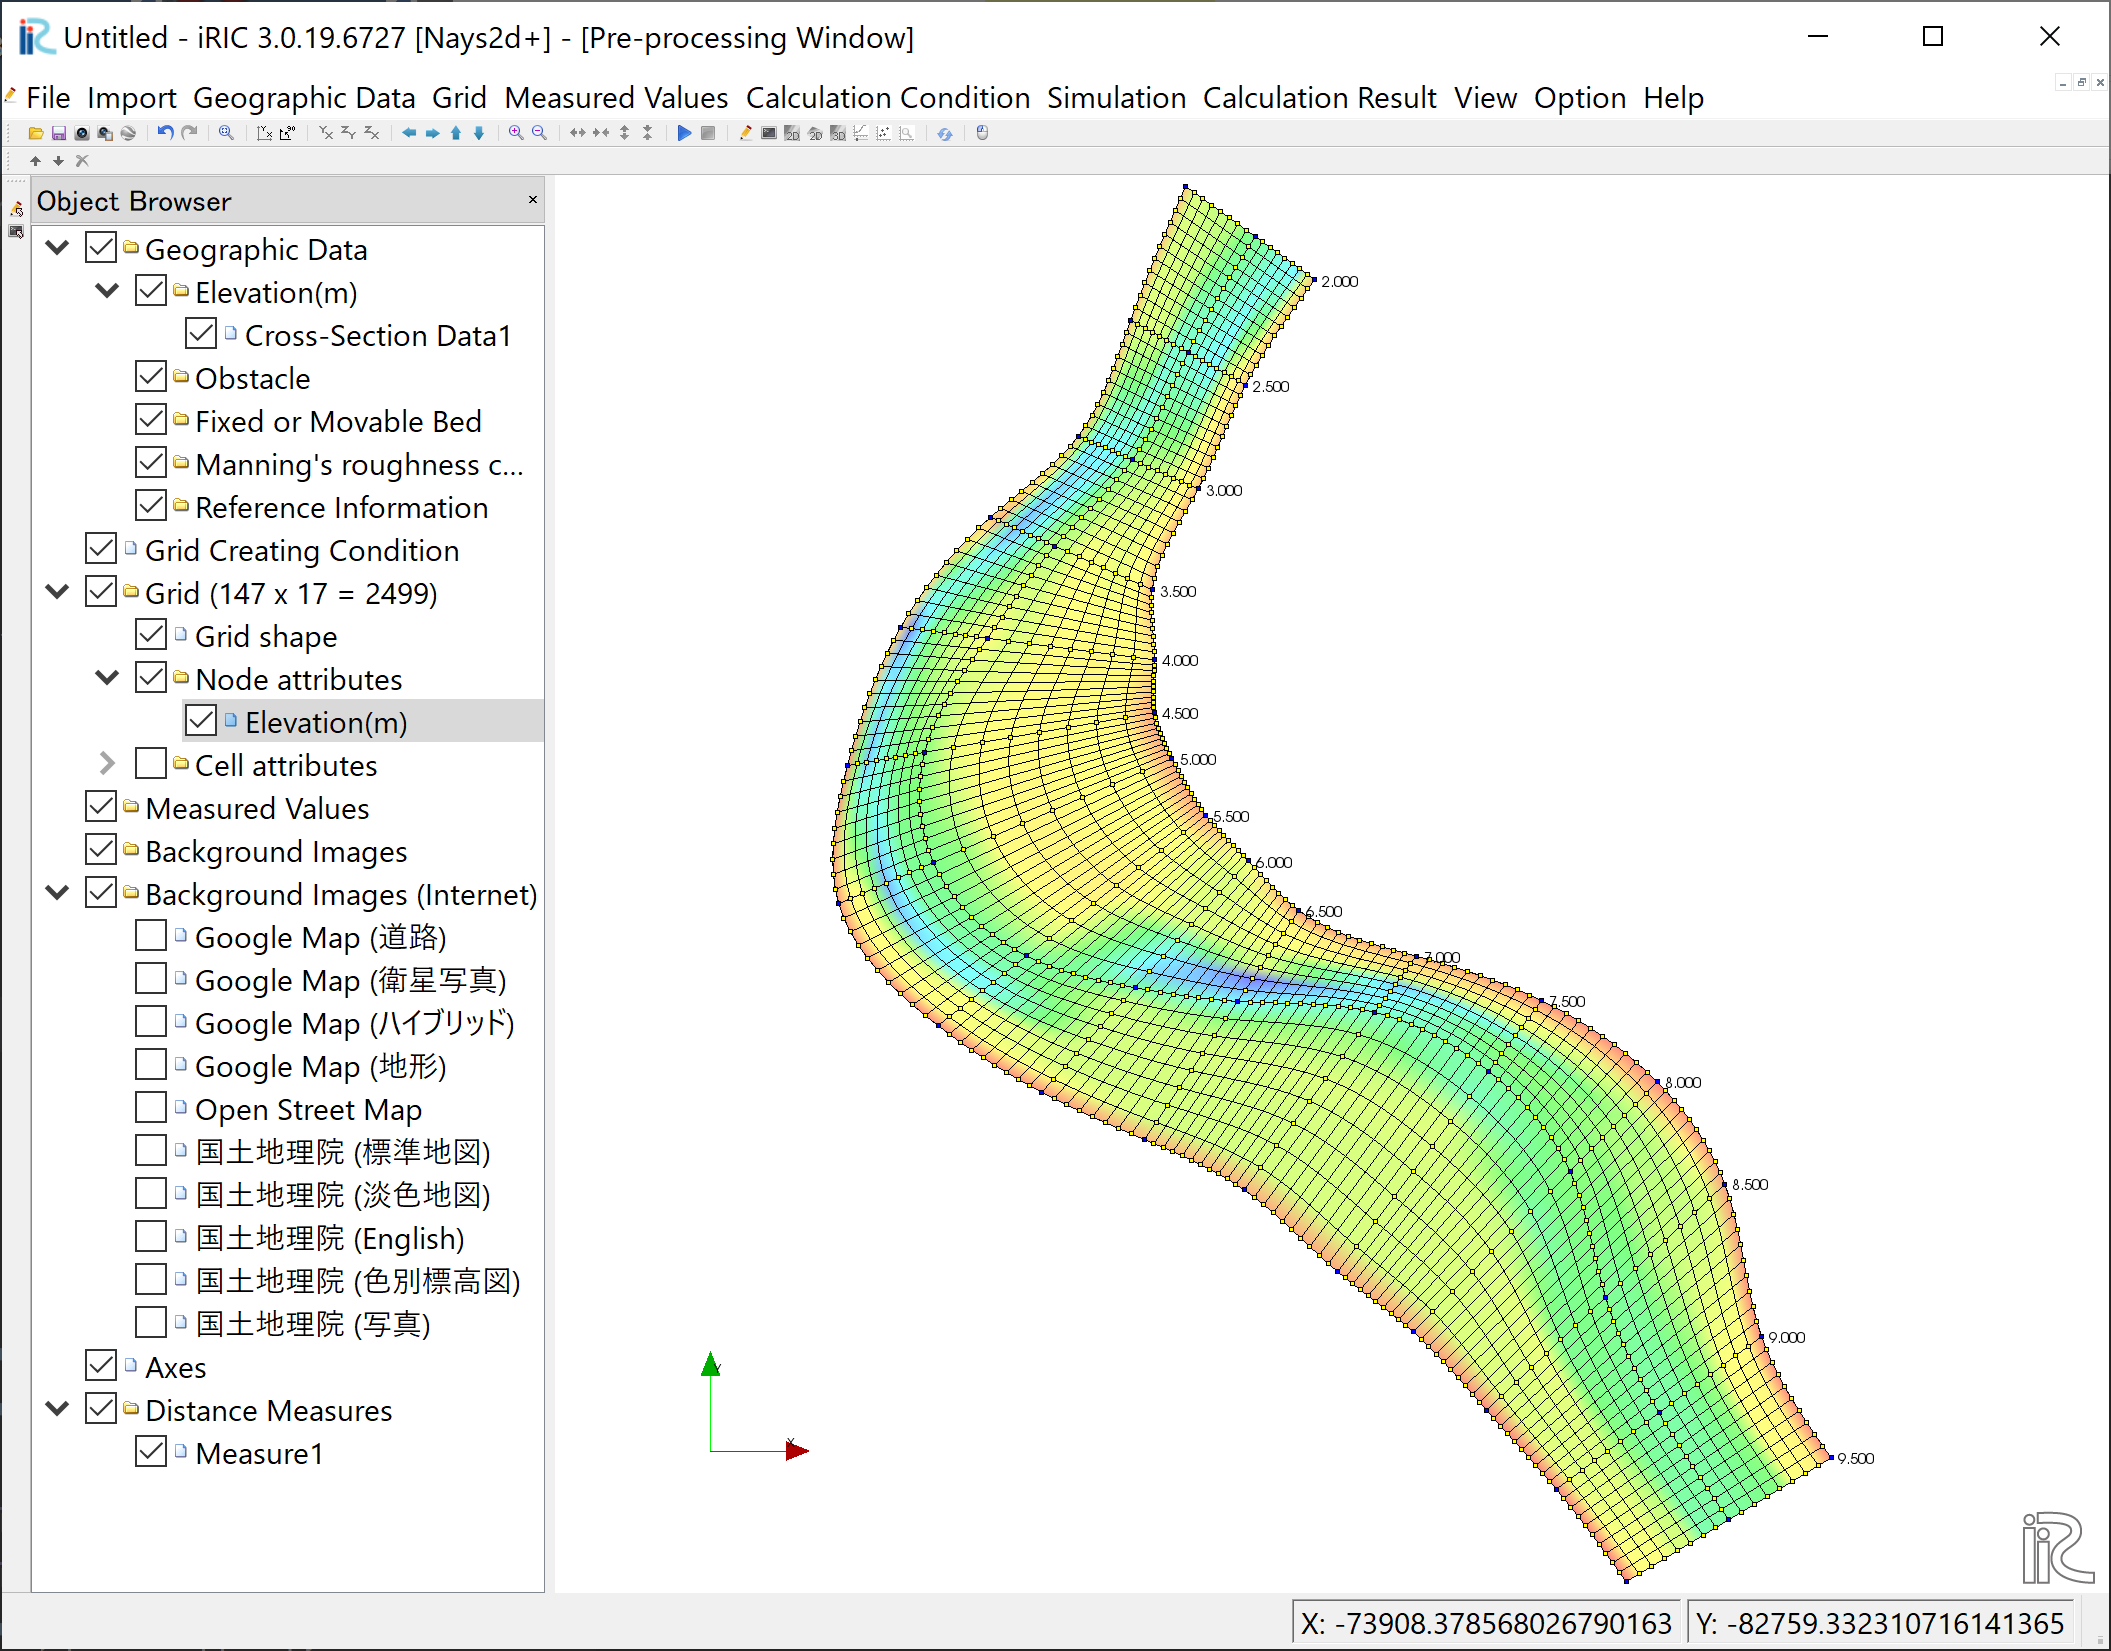 Untitled - iRIC 3.0.19.6727 [Nays2d+] - [Pre-processing Window]
File Import Geographic Data Grid Measured Values Calculation Condition Simulation Calculation Result View Option Help
Object Browser
Geographic Data
Elevation(m)
Cross-Section Data1
Obstacle
Fixed or Movable Bed
Manning's roughness c...
Reference Information
Grid Creating Condition
Grid (147 x 17 = 2499)
Grid shape
Node attributes
Elevation(m)
Cell attributes
Measured Values
Background Images
Background Images (Internet)
Google Map (道路)
Google Map (衛星写真)
Google Map (ハイブリッド)
Google Map (地形)
Open Street Map
国土地理院 (標準地図)
国土地理院 (淡色地図)
国土地理院 (English)
国土地理院 (色別標高図)
国土地理院 (写真)
Axes
Distance Measures
Measure1
2.000
2.500
3.000
3.500
4.000
4.500
5.000
5.500
6.000
6.500
7.000
7.500
8.000
8.500
9.000
9.500
Y
X
iRIC
X: -73908.378568026790163
Y: -82759.332310716141365